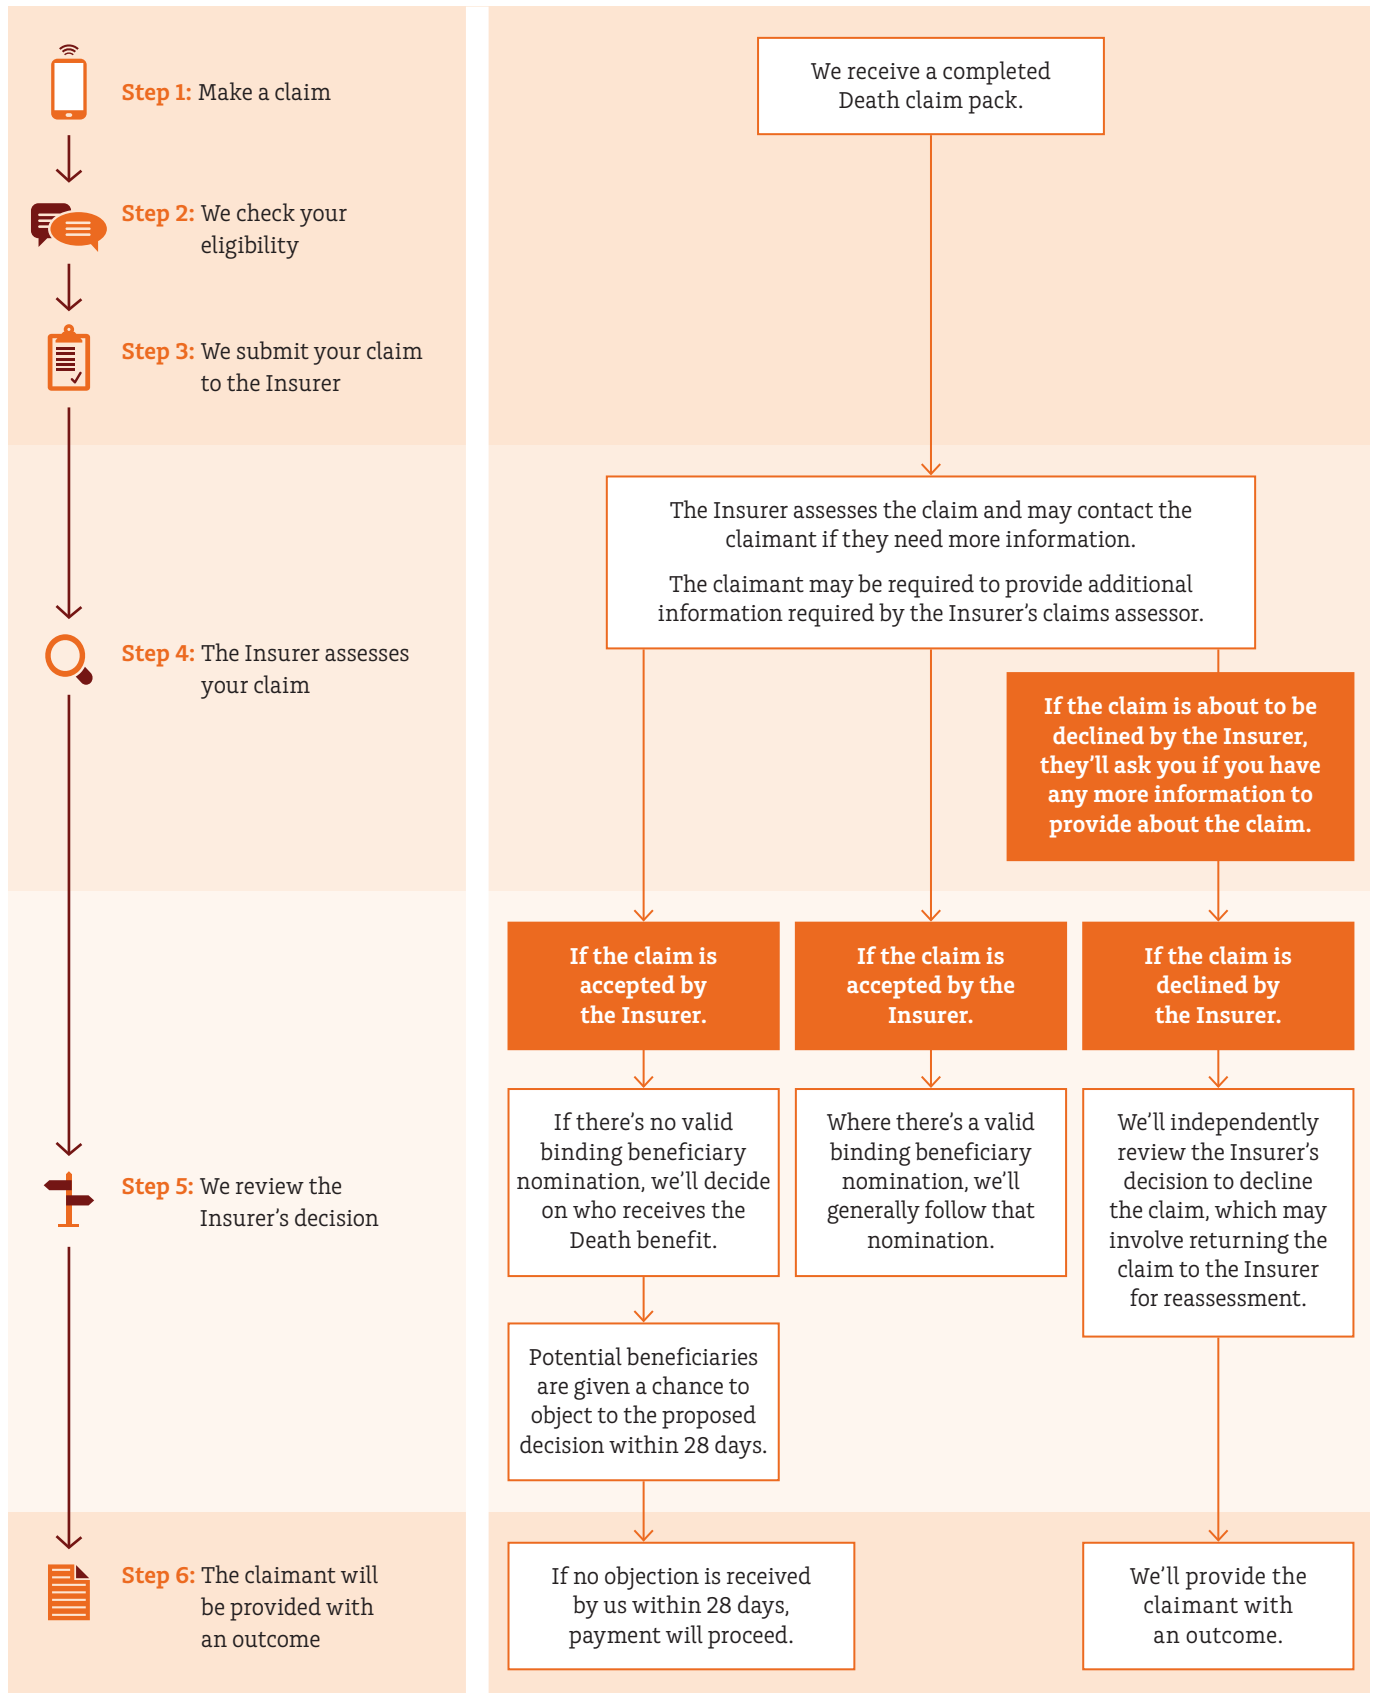 Step 1: Make a claim
Step 2: We check your
eligibility
Step 3: We submit your claim
to the Insurer
Step 4: The Insurer assesses
your claim
Step 5: We review the
Insurer’s decision
Step 6: The claimant will
be provided with
an outcome
We receive a completed
Death claim pack.
The Insurer assesses the claim and may contact the
claimant if they need more information.
The claimant may be required to provide additional
information required by the Insurer’s claims assessor.
If the claim is about to be
declined by the Insurer,
they’ll ask you if you have
any more information to
provide about the claim.
If the claim is
accepted by
the Insurer.
If there’s no valid
binding beneficiary
nomination, we’ll decide
on who receives the
Death benefit.
Potential beneficiaries
are given a chance to
object to the proposed
decision within 28 days.
If no objection is received
by us within 28 days,
payment will proceed.
If the claim is
accepted by the
Insurer.
Where there’s a valid
binding beneficiary
nomination, we’ll
generally follow that
nomination.
If the claim is
declined by
the Insurer.
We’ll independently
review the Insurer’s
decision to decline
the claim, which may
involve returning the
claim to the Insurer
for reassessment.
We’ll provide the
claimant with
an outcome.